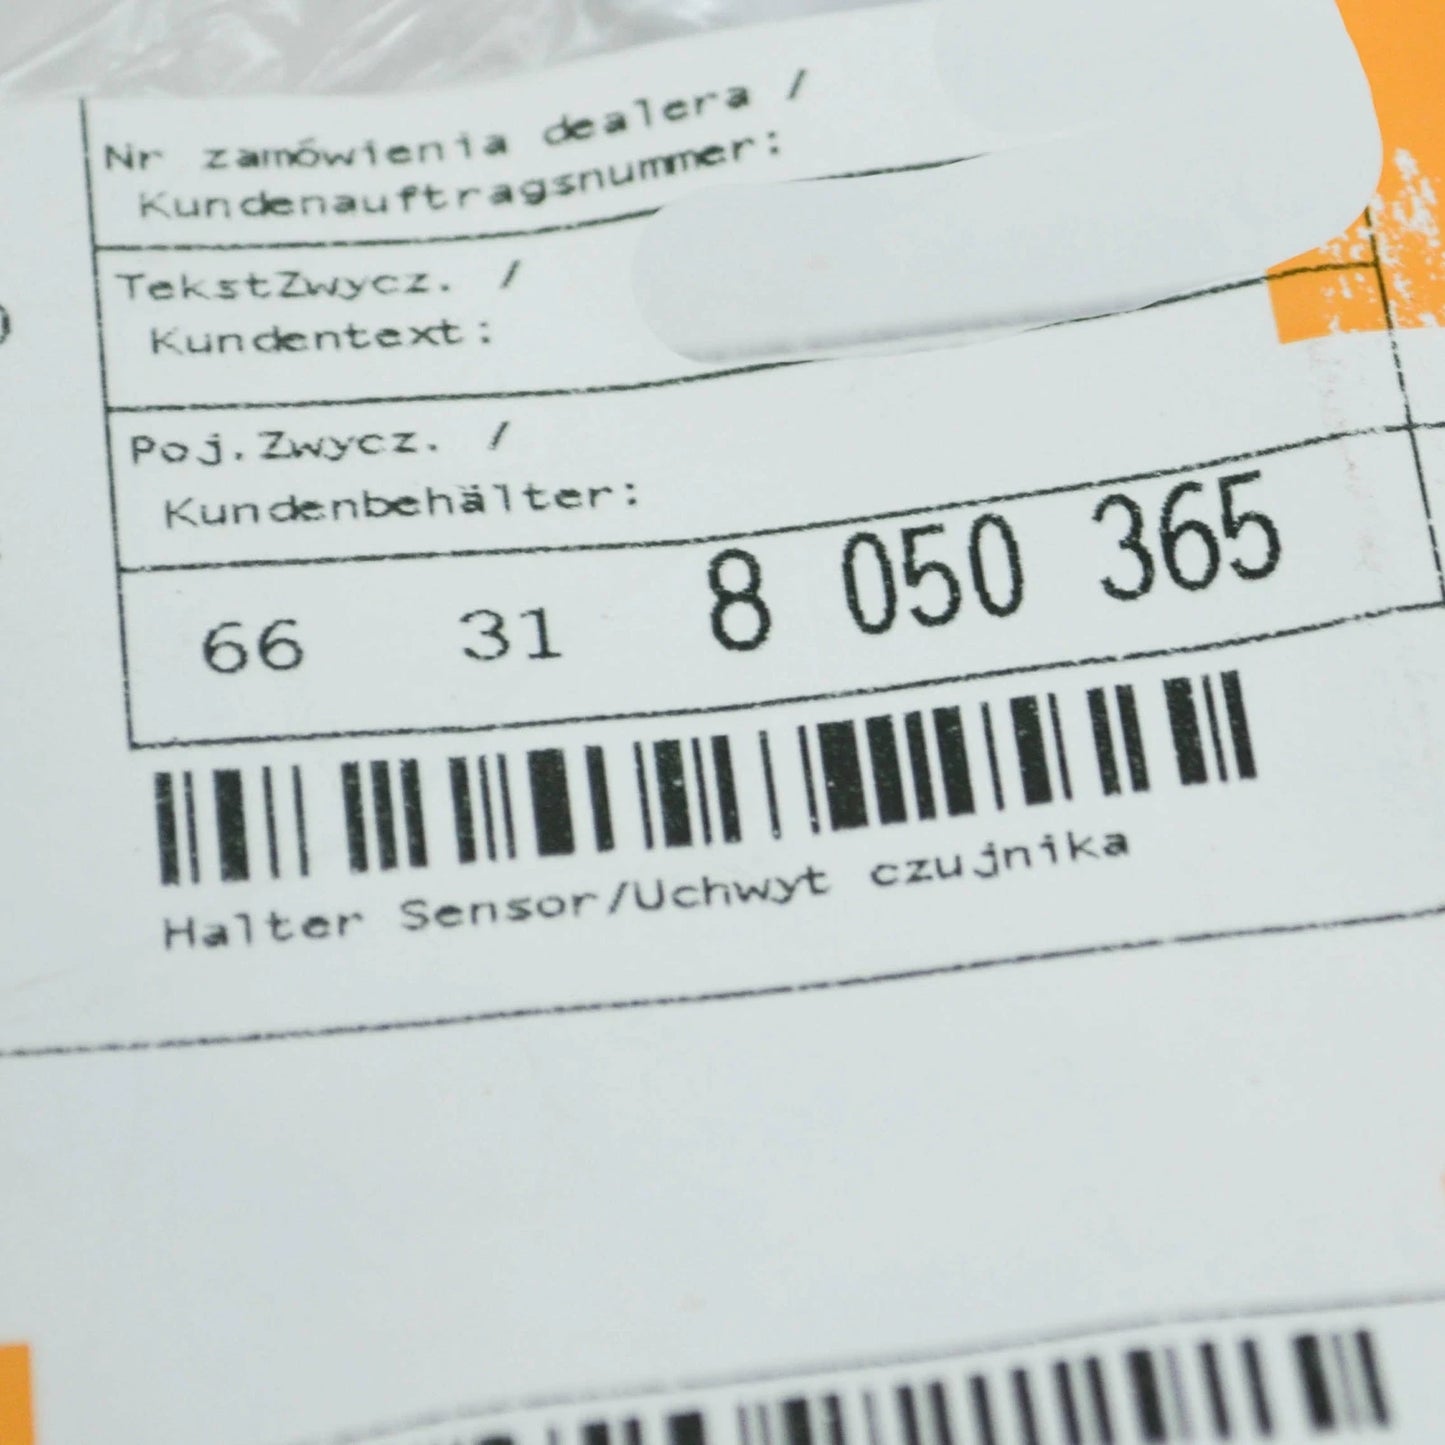 Nr zamówienia dealera /
Kundenauftragsnummer:
TekstZwycz. /
Kundentext:
Poj.Zwycz. /
Kundenbehälter:
66 31 8 050 365
Halter Sensor/Uchwyt czujnika